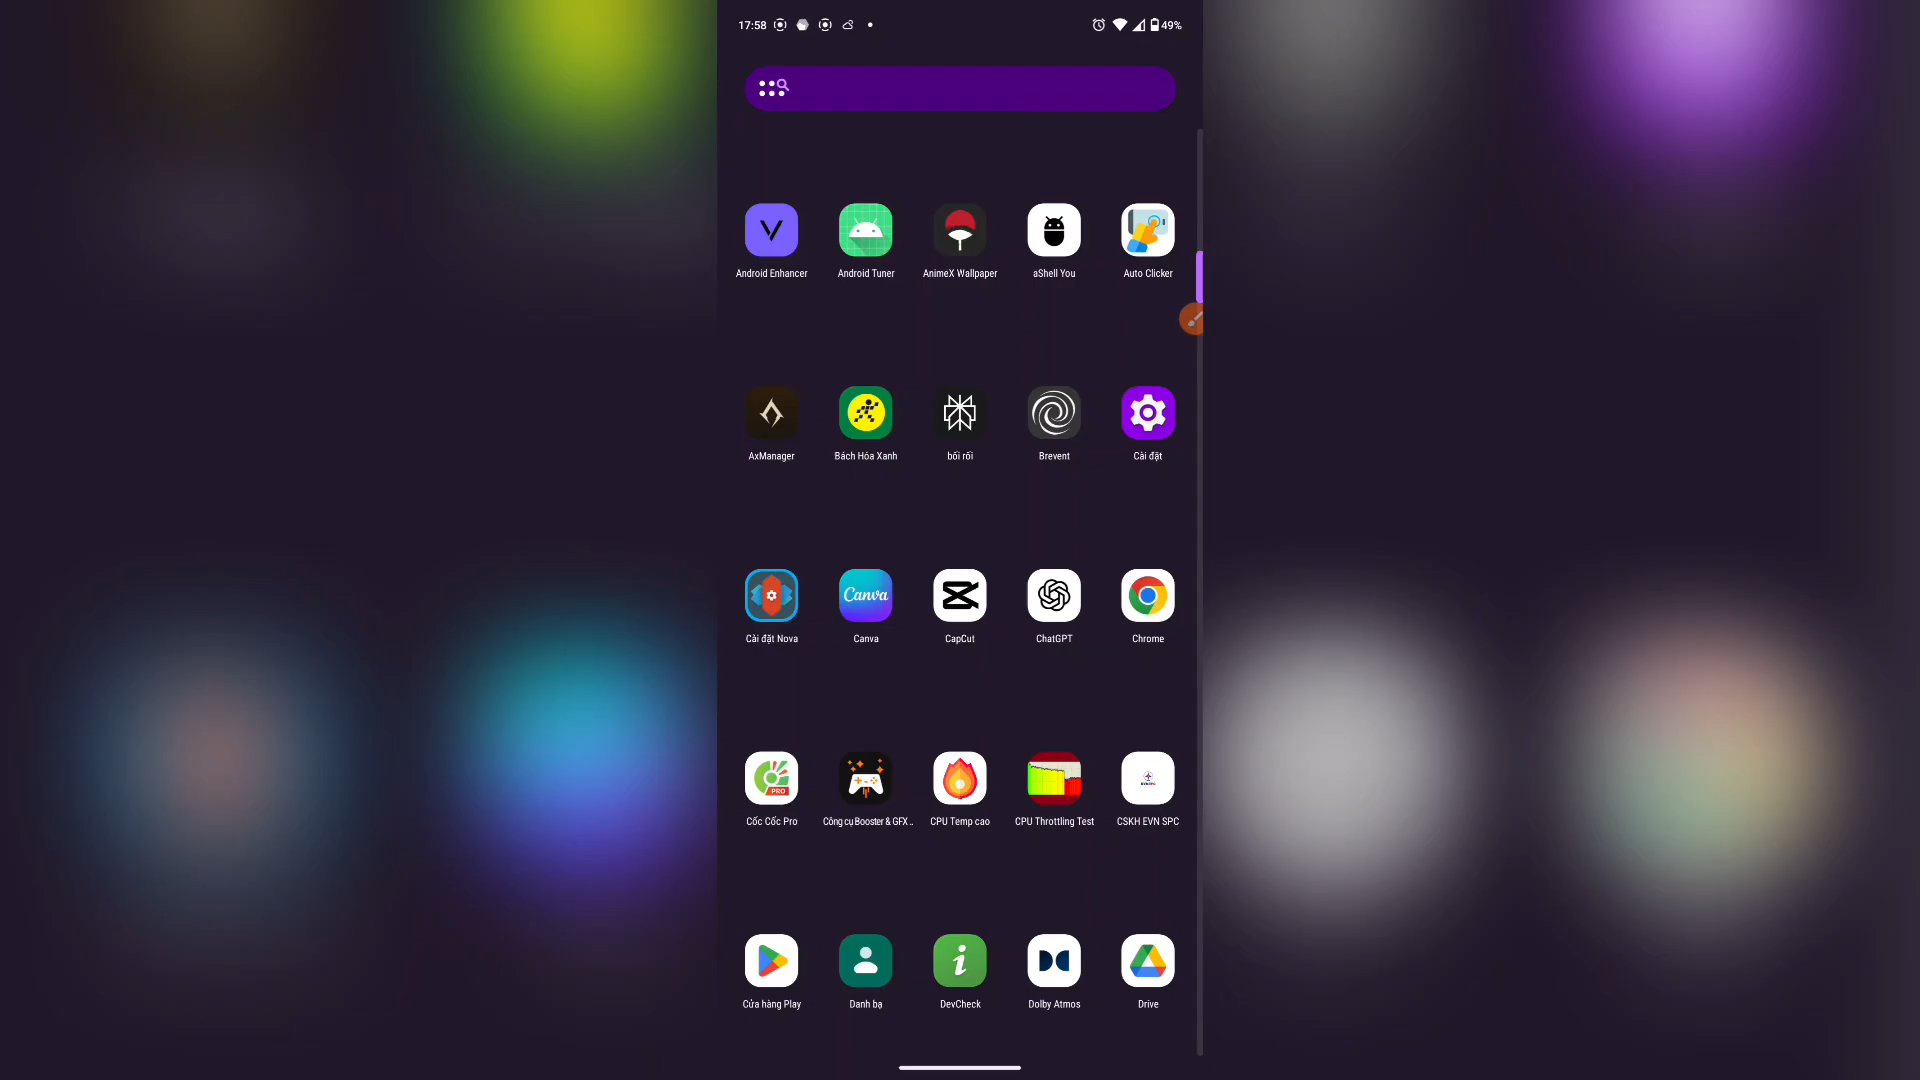 17:58
49%
Android Enhancer
Android Tuner
AnimeX Wallpaper
aShell You
Auto Clicker
AxManager
Bách Hóa Xanh
bối rối
Brevent
Cài đặt
Canva
Cài đặt Nova
Canva
CapCut
ChatGPT
Chrome
PRO
Cốc Cốc Pro
Công cụ Booster & GFX ..
CPU Temp cao
CPU Throttling Test
CSKH EVN SPC
Cửa hàng Play
Danh bạ
DevCheck
Dolby Atmos
Drive